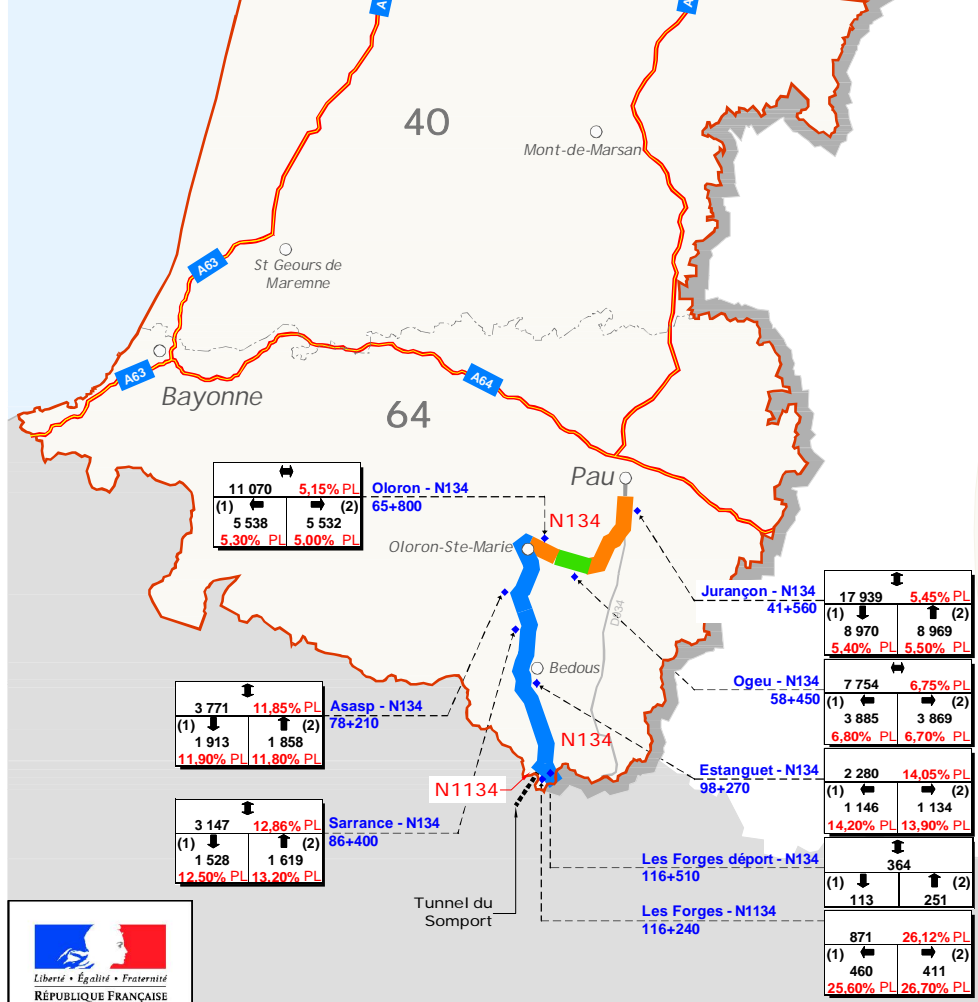 A
A
40
Mont-de-Marsan
A63
St Geours de
Maremne
A63
Bayonne
A64
64
Pau
11 070 5,15% PL
(1) (2)
5 538 5 532
5,30% PL 5,00% PL
Oloron - N134
65+800
N134
Oloron-Ste-Marie
D934
Jurançon - N134
41+560
17 939 5,45% PL
(1) (2)
8 970 8 969
5,40% PL 5,50% PL
Bedous
Ogeu - N134
58+450
7 754 6,75% PL
(1) (2)
3 885 3 869
6,80% PL 6,70% PL
3 771 11,85% PL
(1) (2)
1 913 1 858
11,90% PL 11,80% PL
Asasp - N134
78+210
N134
N1134
Estanguet - N134
98+270
2 280 14,05% PL
(1) (2)
1 146 1 134
14,20% PL 13,90% PL
3 147 12,86% PL
(1) (2)
1 528 1 619
12,50% PL 13,20% PL
Sarrance - N134
86+400
Les Forges déport - N134
116+510
364
(1) (2)
113 251
Tunnel du
Somport
Les Forges - N1134
116+240
871 26,12% PL
(1) (2)
460 411
25,60% PL 26,70% PL
Liberté • Égalité • Fraternité
RÉPUBLIQUE FRANÇAISE